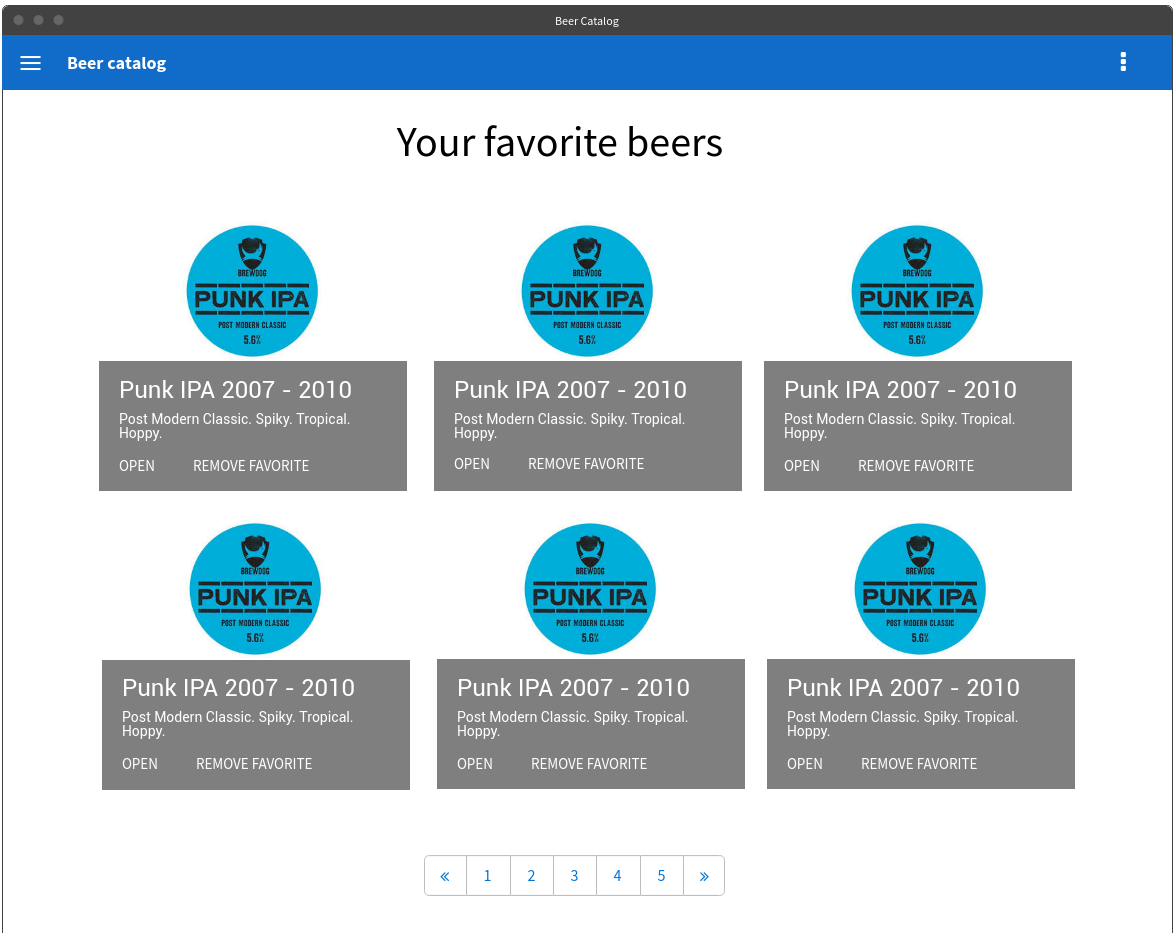 Beer Catalog
Beer catalog
Your favorite beers
BREWDOG
PUNK IPA
POST MODERN CLASSIC
5.6%
Punk IPA 2007 - 2010
Post Modern Classic. Spiky. Tropical.
Hoppy.
OPEN REMOVE FAVORITE
BREWDOG
PUNK IPA
POST MODERN CLASSIC
5.6%
Punk IPA 2007 - 2010
Post Modern Classic. Spiky. Tropical.
Hoppy.
OPEN REMOVE FAVORITE
BREWDOG
PUNK IPA
POST MODERN CLASSIC
5.6%
Punk IPA 2007 - 2010
Post Modern Classic. Spiky. Tropical.
Hoppy.
OPEN REMOVE FAVORITE
BREWDOG
PUNK IPA
POST MODERN CLASSIC
5.6%
Punk IPA 2007 - 2010
Post Modern Classic. Spiky. Tropical.
Hoppy.
OPEN REMOVE FAVORITE
BREWDOG
PUNK IPA
POST MODERN CLASSIC
5.6%
Punk IPA 2007 - 2010
Post Modern Classic. Spiky. Tropical.
Hoppy.
OPEN REMOVE FAVORITE
BREWDOG
PUNK IPA
POST MODERN CLASSIC
5.6%
Punk IPA 2007 - 2010
Post Modern Classic. Spiky. Tropical.
Hoppy.
OPEN REMOVE FAVORITE
« 1 2 3 4 5 »